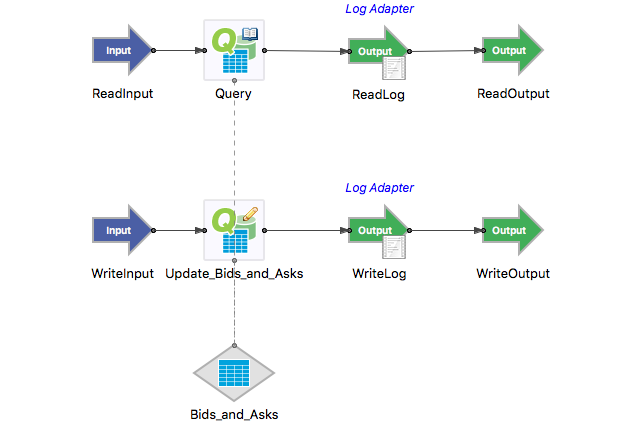 Log Adapter
Input
Q
Output
Output
ReadInput
Query
ReadLog
ReadOutput
Log Adapter
Input
Q
Output
Output
WriteInput
Update_Bids_and_Asks
WriteLog
WriteOutput
Bids_and_Asks